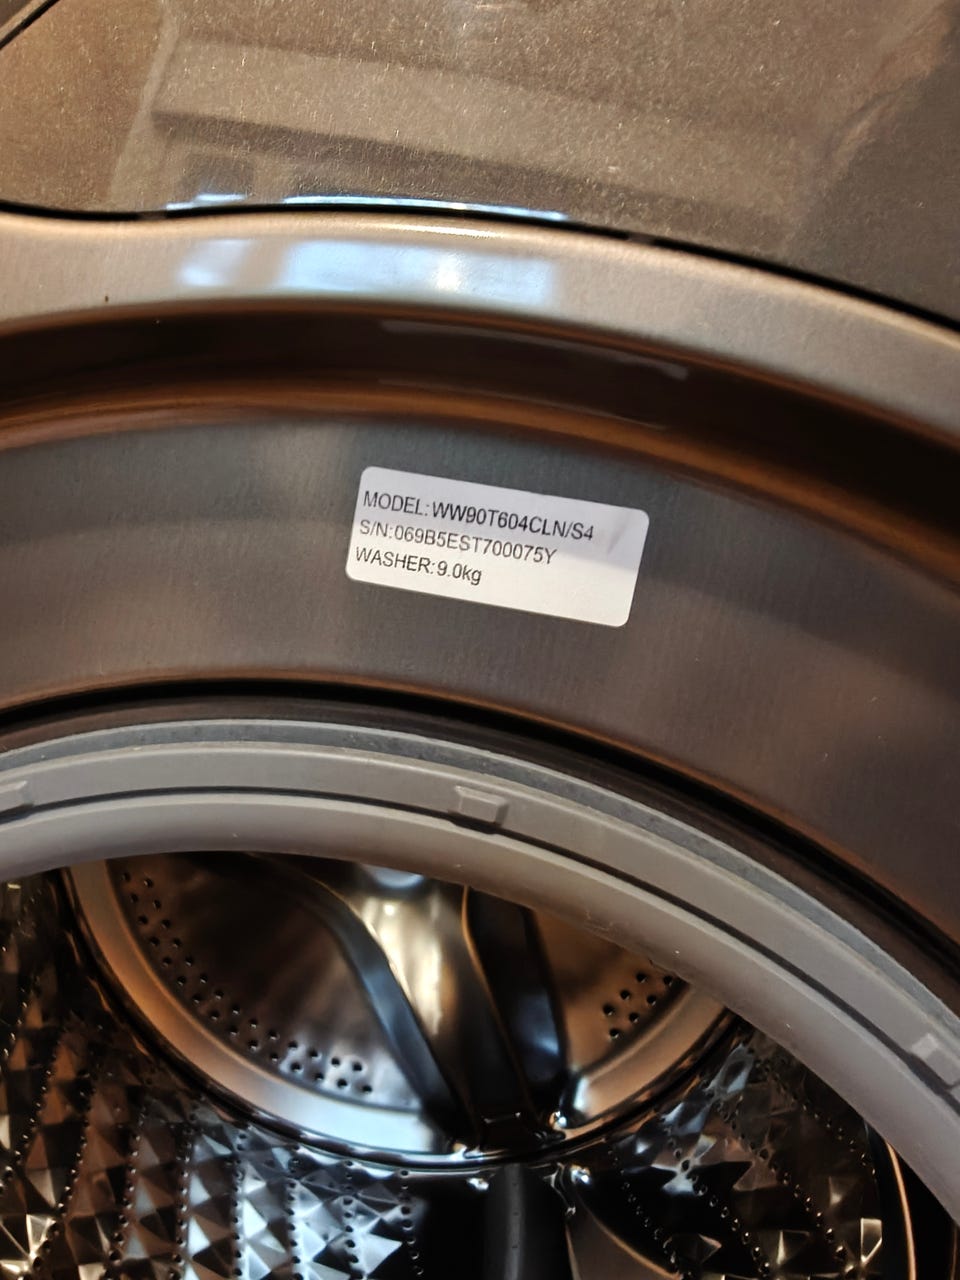 MODEL:WW90T604CLN/S4
S/N:069B5EST700075Y
WASHER:9.0kg